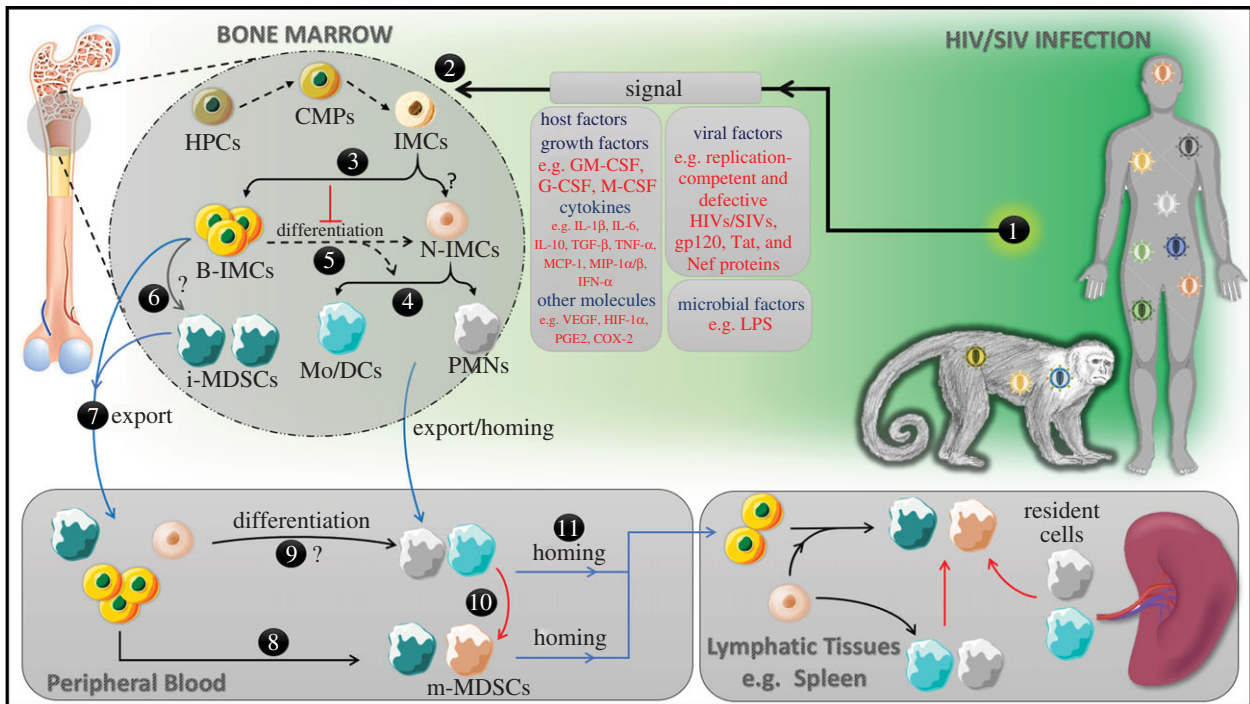 BONE MARROW
HIV/SIV INFECTION
2
signal
HPCs
CMPs
IMCs
host factors
growth factors
e.g. GM-CSF,
G-CSF, M-CSF
cytokines
e.g. IL-1β, IL-6,
IL-10, TGF-β, TNF-α,
MCP-1, MIP-1α/β,
IFN-α
other molecules
e.g. VEGF, HIF-1α,
PGE2, COX-2
viral factors
e.g. replication-
competent and
defective
HIVs/SIVs,
gp120, Tat, and
Nef proteins
microbial factors
e.g. LPS
1
3
?
differentiation
5
B-IMCs
N-IMCs
?
6
4
i-MDSCs
Mo/DCs
PMŃs
7 export
export/homing
differentiation
9 ?
11
homing
10
8
homing
m-MDSCs
Peripheral Blood
resident
cells
Lymphatic Tissues
e.g. Spleen